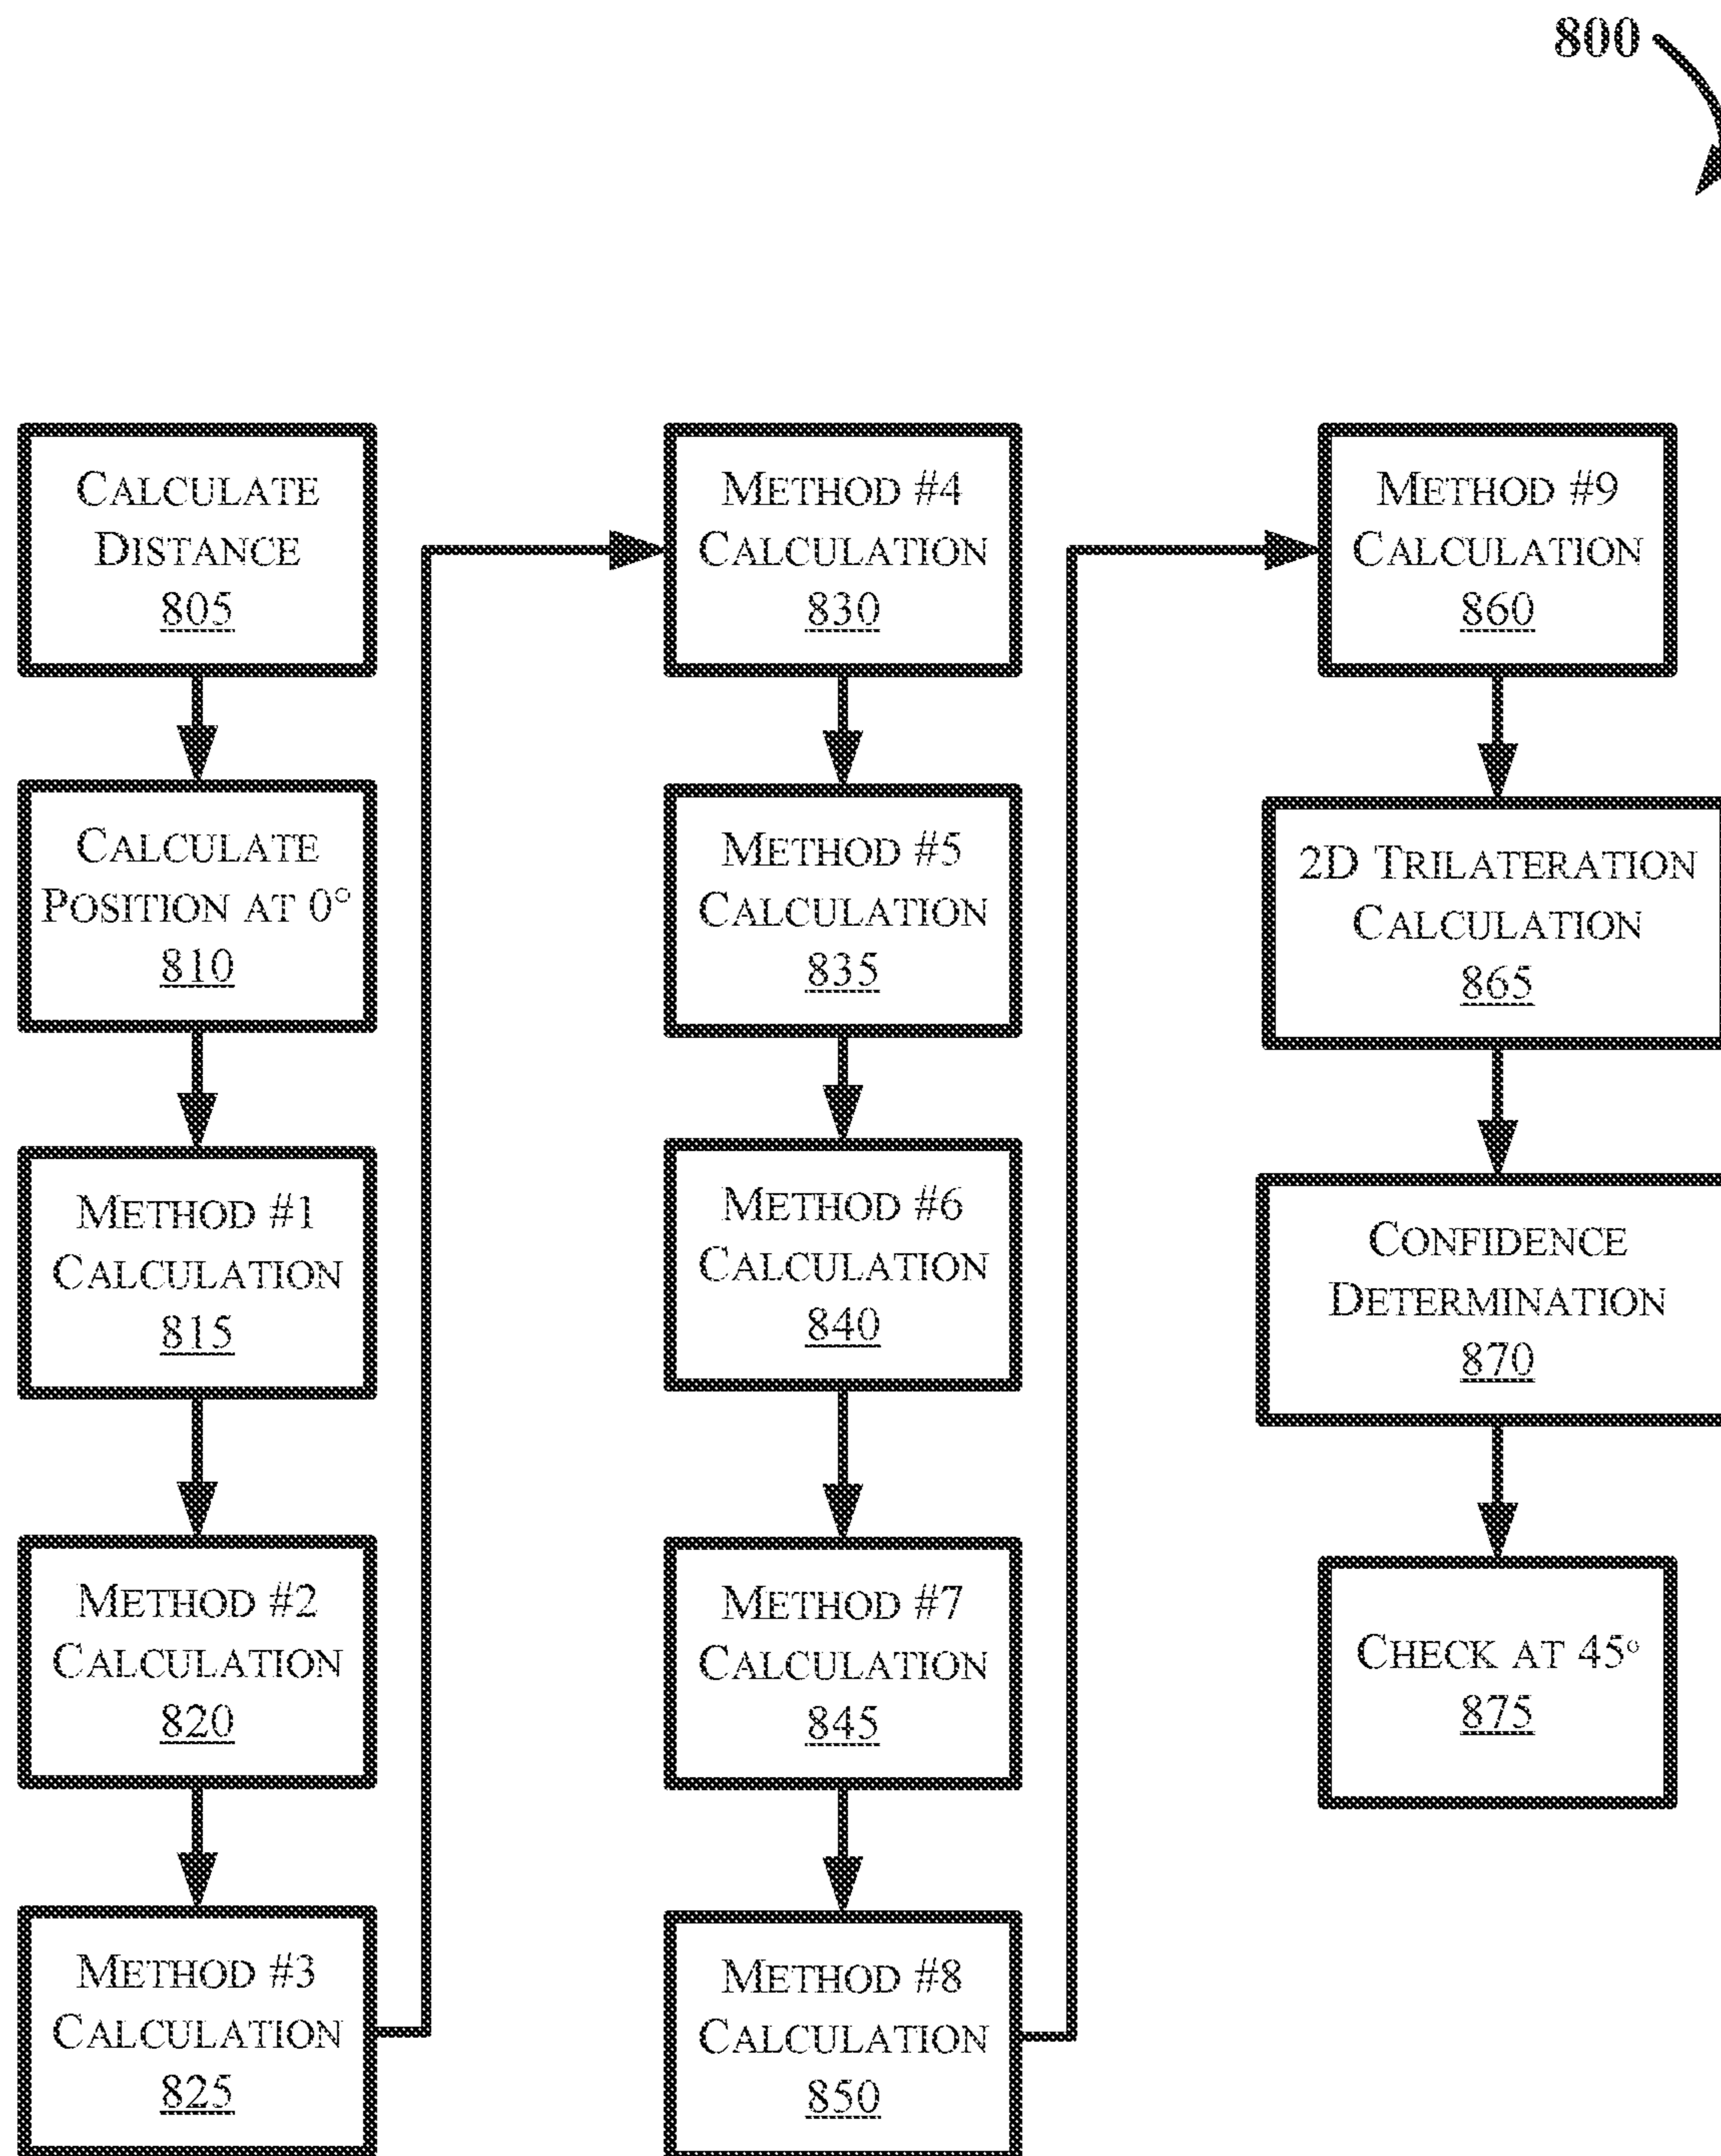 800
CALCULATE
DISTANCE
805
CALCULATE
POSITION AT 0°
810
METHOD #1
CALCULATION
815
METHOD #2
CALCULATION
820
METHOD #3
CALCULATION
825
METHOD #4
CALCULATION
830
METHOD #5
CALCULATION
835
METHOD #6
CALCULATION
840
METHOD #7
CALCULATION
845
METHOD #8
CALCULATION
850
METHOD #9
CALCULATION
860
2D TRILATERATION
CALCULATION
865
CONFIDENCE
DETERMINATION
870
CHECK AT 45°
875